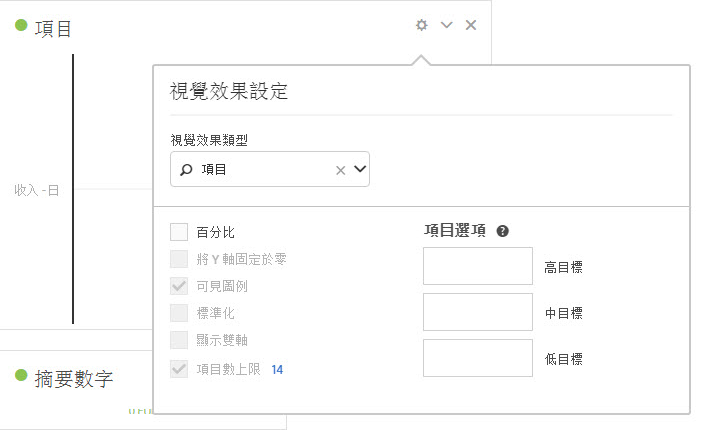 項目
視覺效果設定
視覺效果類型
項目
收入 - 日
百分比
將 Y 軸固定於零
可見圖例
標準化
顯示雙軸
項目數上限 14
項目選項
高目標
中目標
低目標
摘要數字